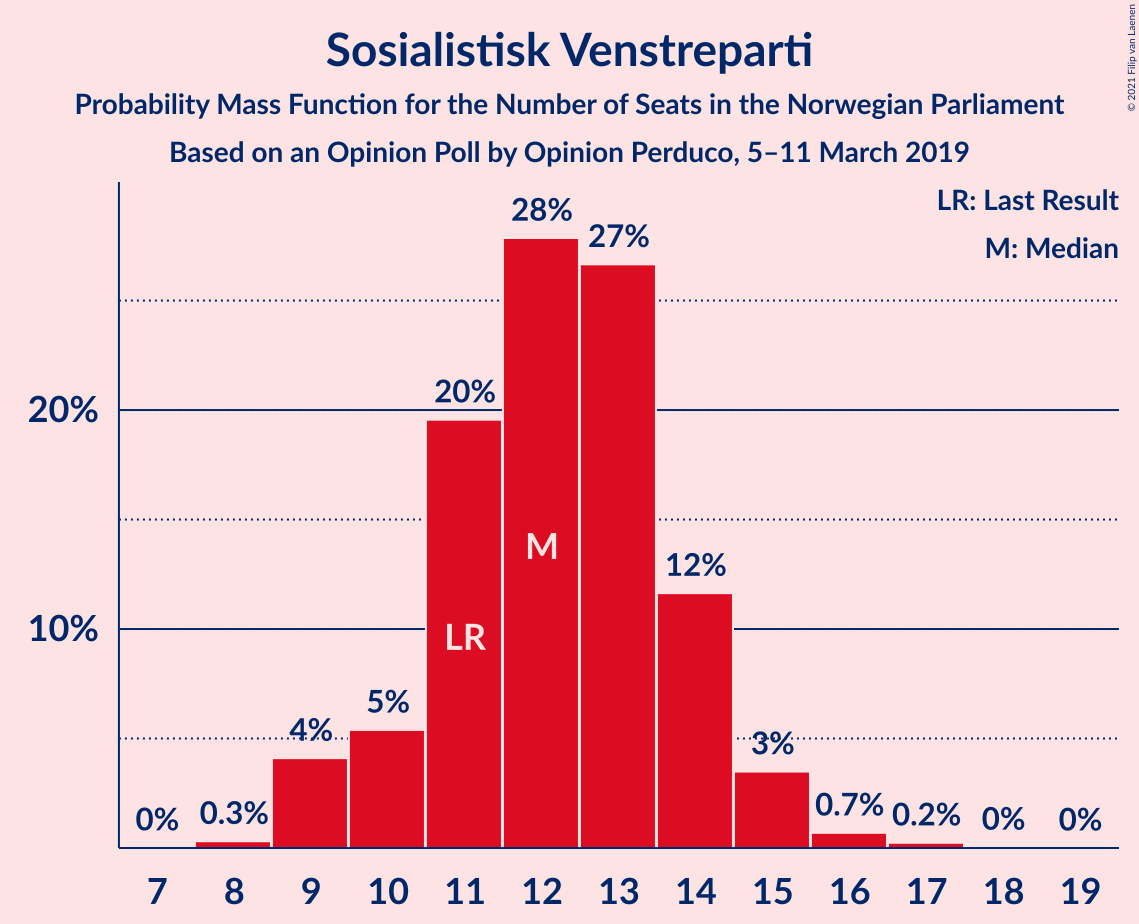 © 2021 Filip van Laenen
Sosialistisk Venstreparti
Probability Mass Function for the Number of Seats in the Norwegian Parliament
Based on an Opinion Poll by Opinion Perduco, 5–11 March 2019
LR: Last Result
M: Median
28%
27%
20%
20%
M
12%
10%
LR
5%
4%
3%
0%
0.3%
0.7%
0.2%
0%
0%
7 8 9 10 11 12 13 14 15 16 17 18 19